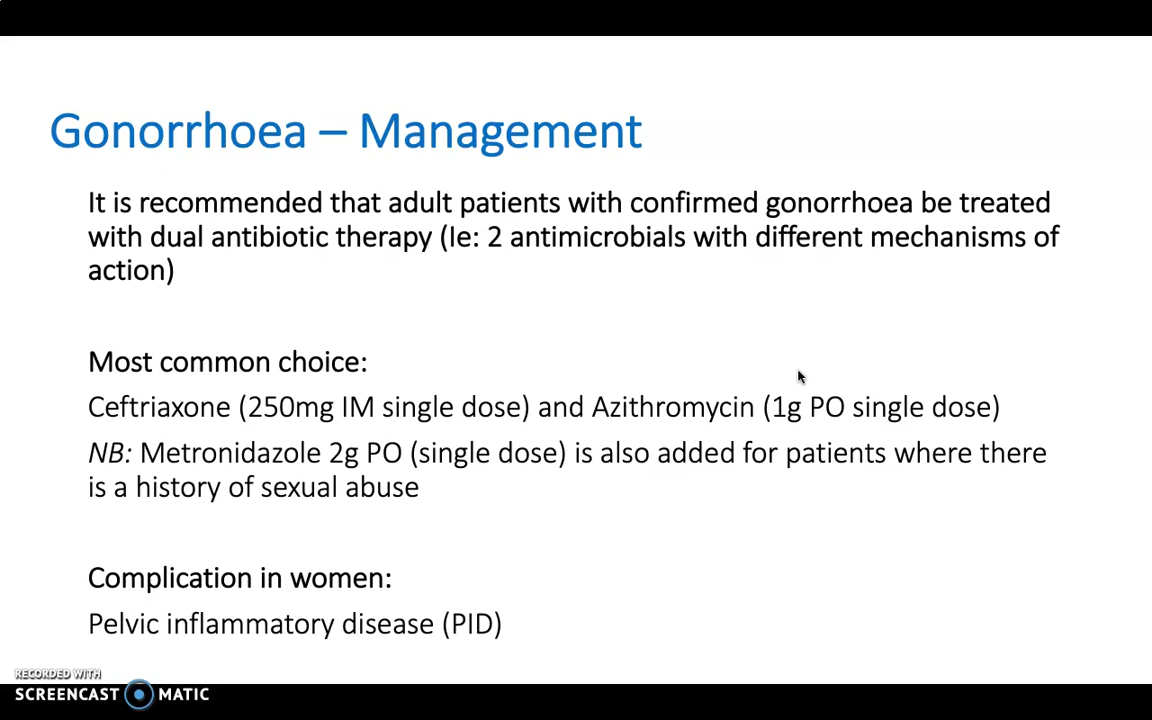 Gonorrhoea – Management
It is recommended that adult patients with confirmed gonorrhoea be treated
with dual antibiotic therapy (Ie: 2 antimicrobials with different mechanisms of
action)
Most common choice:
Ceftriaxone (250mg IM single dose) and Azithromycin (1g PO single dose)
NB: Metronidazole 2g PO (single dose) is also added for patients where there
is a history of sexual abuse
Complication in women:
Pelvic inflammatory disease (PID)
RECORDED WITH
SCREENCAST MATIC